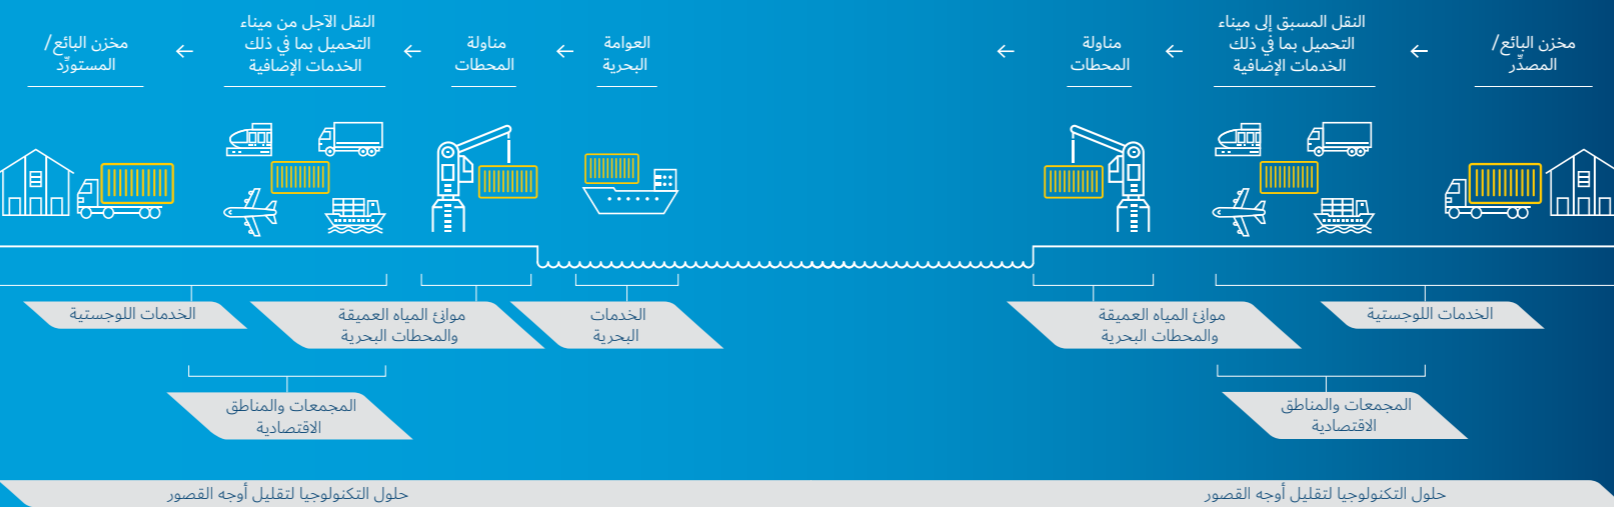 مخزن البائع/
المصدِّر
النقل المسبق إلى ميناء
التحميل بما في ذلك
الخدمات الإضافية
مناولة
المحطات
العوامة
البحرية
مناولة
المحطات
النقل الآجل من ميناء
التحميل بما في ذلك
الخدمات الإضافية
مخزن البائع/
المستورِّد
الخدمات اللوجستية
موانئ المياه العميقة
والمحطات البحرية
الخدمات
البحرية
موانئ المياه العميقة
والمحطات البحرية
الخدمات اللوجستية
المجمعات والمناطق
الاقتصادية
المجمعات والمناطق
الاقتصادية
حلول التكنولوجيا لتقليل أوجه القصور
حلول التكنولوجيا لتقليل أوجه القصور